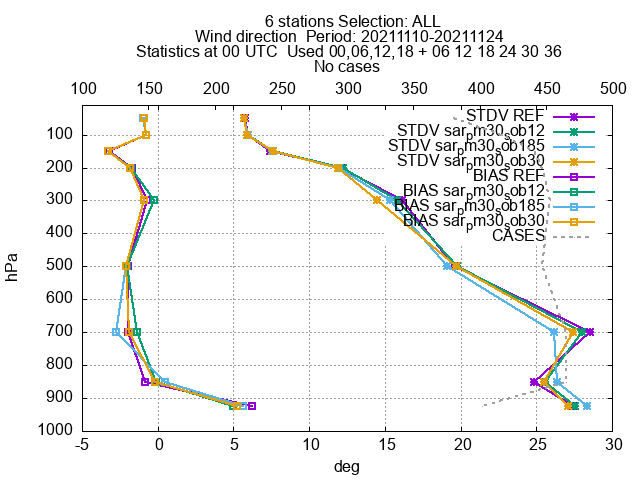 6 stations Selection: ALL
Wind direction  Period: 20211110-20211124
Statistics at 00 UTC  Used 00,06,12,18 + 06 12 18 24 30 36
No cases
100 150 200 250 300 350 400 450 500
STDV REF
STDV sar_pm30_sob12
STDV sar_pm30_sob185
STDV sar_pm30_sob30
BIAS REF
BIAS sar_pm30_sob12
BIAS sar_pm30_sob185
BIAS sar_pm30_sob30
CASES
100
200
300
400
500
600
700
800
900
1000
hPa
-5 0 5 10 15 20 25 30
deg